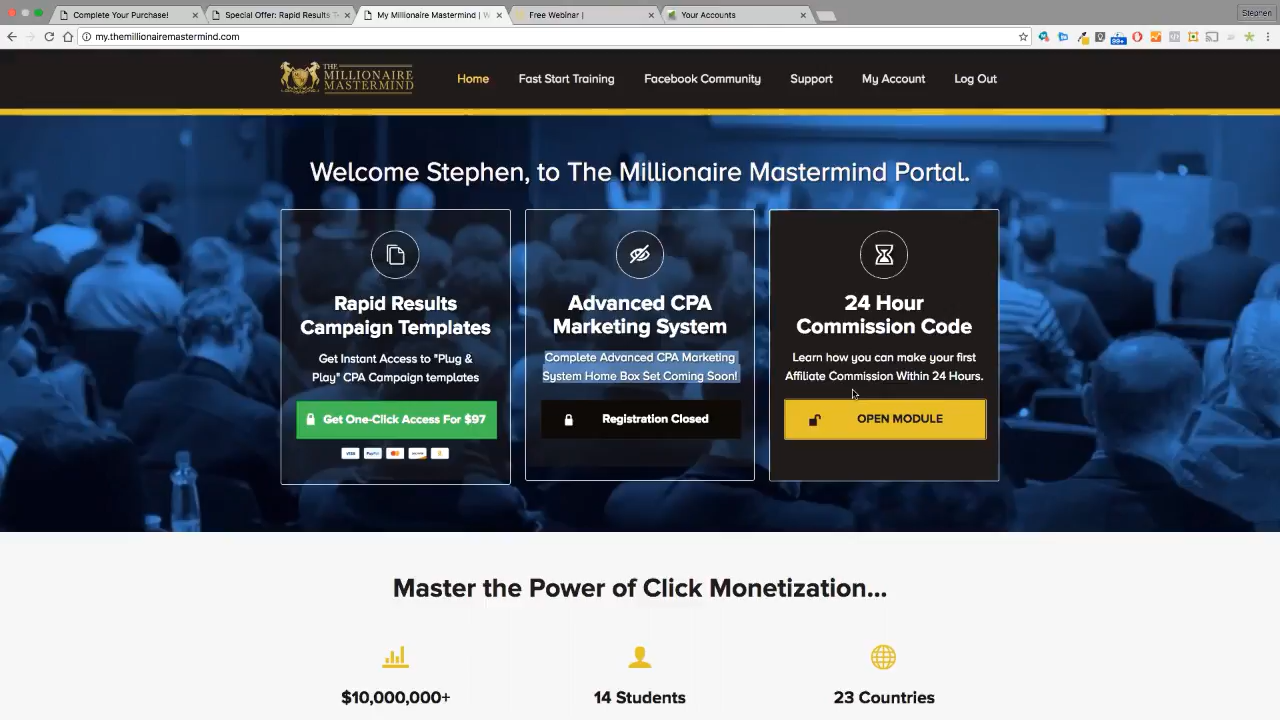 Complete Your Purchase!
Special Offer: Rapid Results T
My Millionaire Mastermind | W
Free Webinar |
Your Accounts
Stephen
my.themillionairemastermind.com
99+
THE
MILLIONAIRE
MASTERMIND
Home
Fast Start Training
Facebook Community
Support
My Account
Log Out
Welcome Stephen, to The Millionaire Mastermind Portal.
Rapid Results
Campaign Templates
Get Instant Access to "Plug &
Play" CPA Campaign templates
Get One-Click Access For $97
VISA
PayPal
Advanced CPA
Marketing System
Complete Advanced CPA Marketing
System Home Box Set Coming Soon!
Registration Closed
24 Hour
Commission Code
Learn how you can make your first
Affiliate Commission Within 24 Hours.
OPEN MODULE
Master the Power of Click Monetization...
$10,000,000+
14 Students
23 Countries